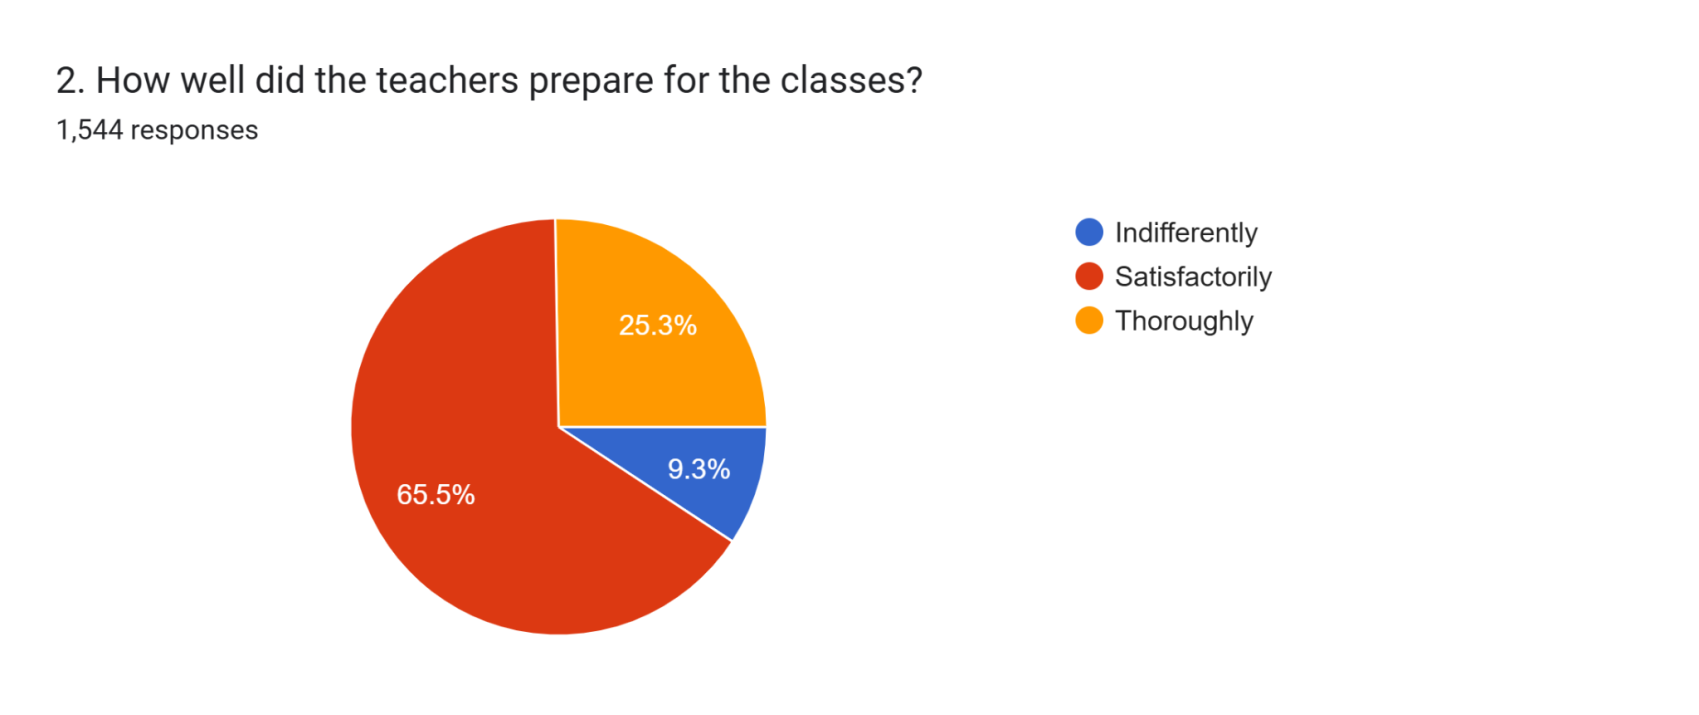 2. How well did the teachers prepare for the classes?
1,544 responses
Indifferently
Satisfactorily
Thoroughly
25.3%
9.3%
65.5%